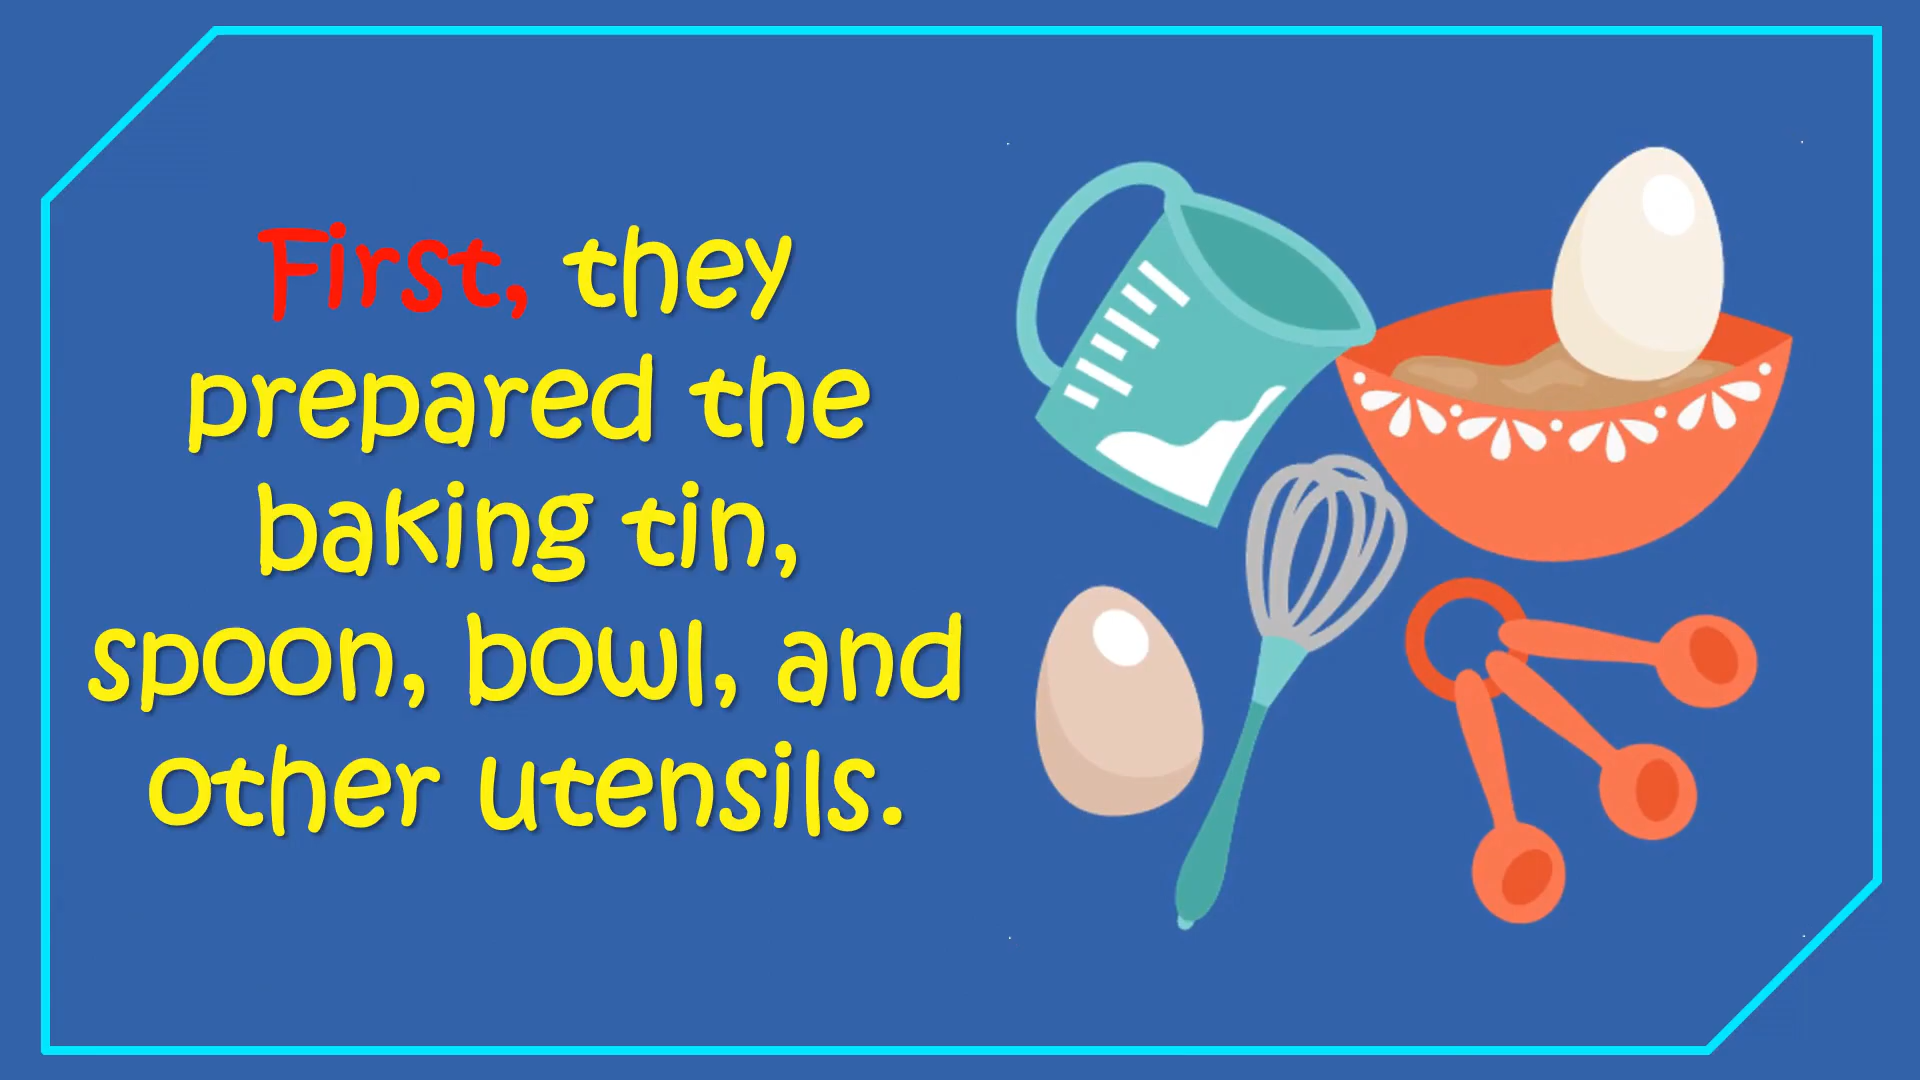 First, they
prepared the
baking tin,
spoon, bowl, and
other utensils.